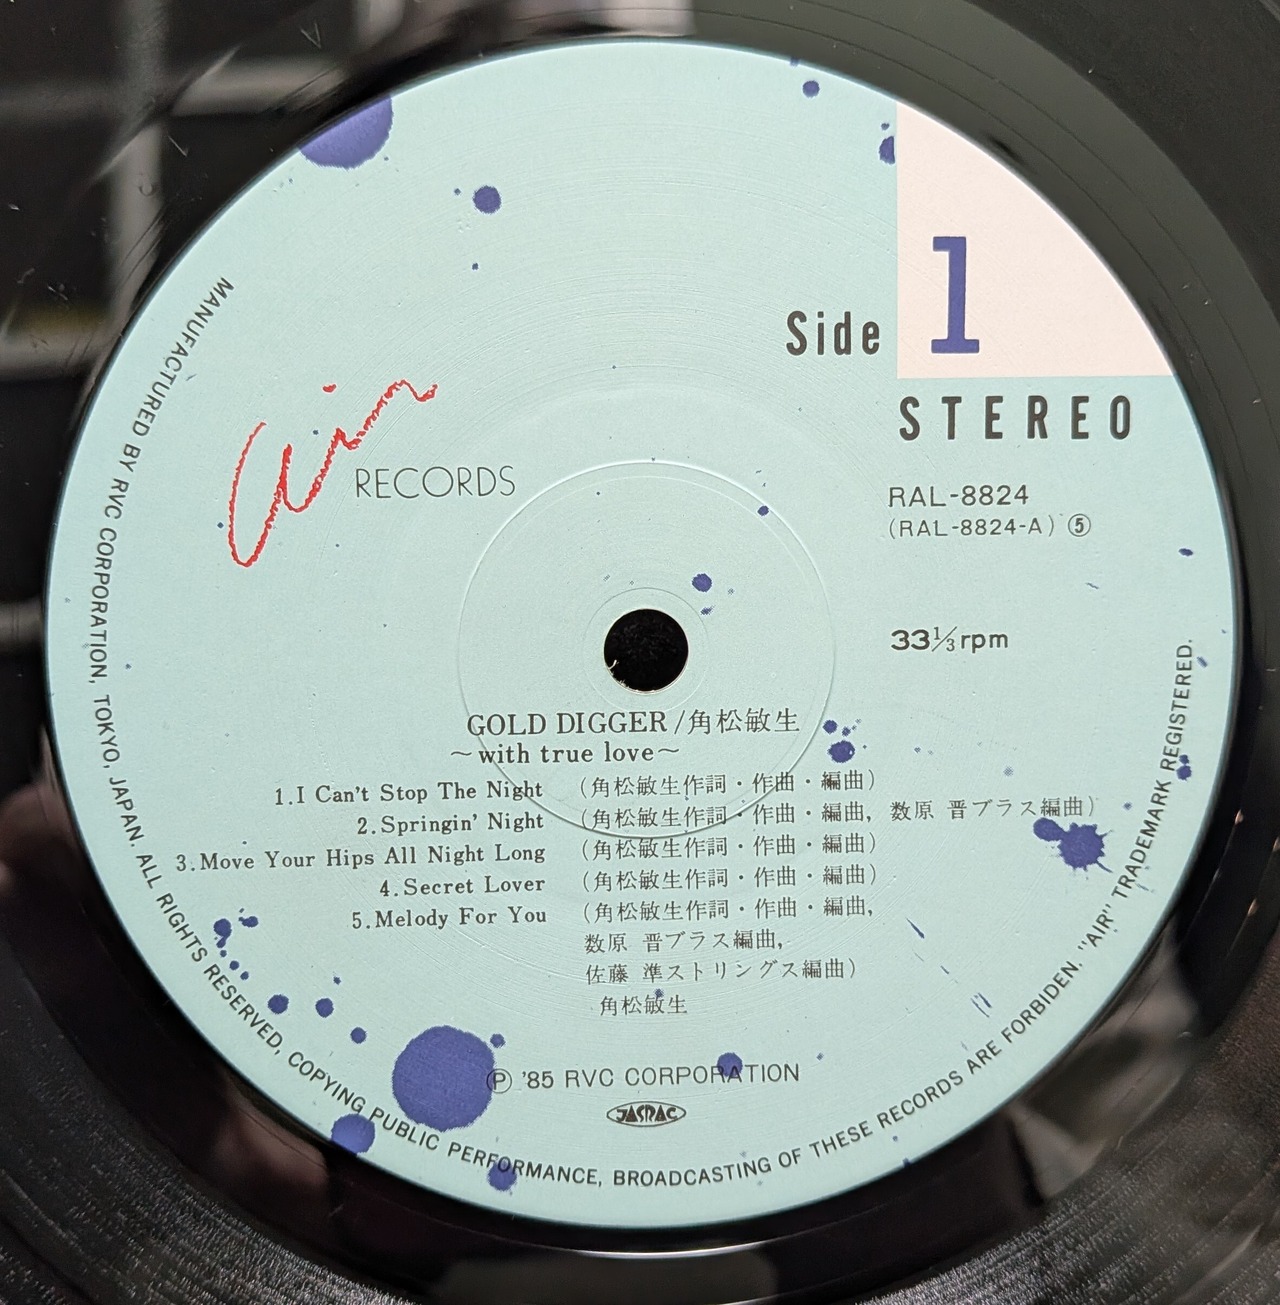 Side 1
STEREO
Air RECORDS
RAL-8824
(RAL-8824-A) ⑤
33⅓rpm
GOLD DIGGER/角松敏生
～with true love～
1.I Can't Stop The Night (角松敏生作詞・作曲・編曲)
2.Springin' Night (角松敏生作詞・作曲・編曲, 数原 晋ブラス編曲)
3.Move Your Hips All Night Long (角松敏生作詞・作曲・編曲)
4.Secret Lover (角松敏生作詞・作曲・編曲)
5.Melody For You (角松敏生作詞・作曲・編曲,
数原 晋ブラス編曲,
佐藤 準ストリングス編曲)
角松敏生
Ⓟ '85 RVC CORPORATION
JASRAC
MANUFACTURED BY RVC CORPORATION, TOKYO, JAPAN. ALL RIGHTS RESERVED, COPYING PUBLIC PERFORMANCE, BROADCASTING OF THESE RECORDS ARE FORBIDEN. "AIR" TRADEMARK REGISTERED.